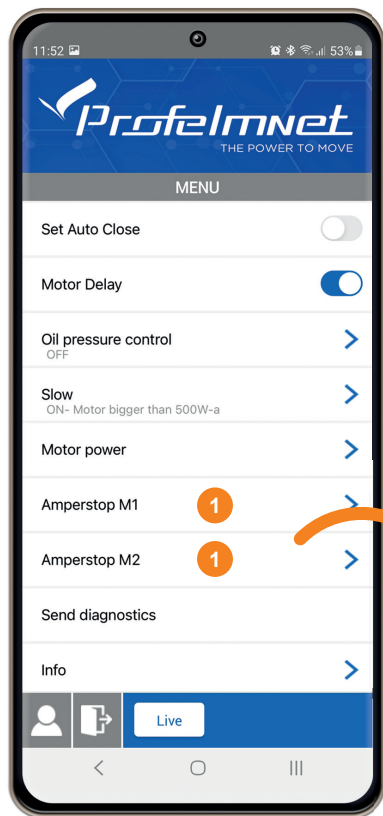 11:52 53%
Profelmnet
THE POWER TO MOVE
MENU
Set Auto Close
Motor Delay
Oil pressure control
OFF
Slow
ON- Motor bigger than 500W-a
Motor power
Amperstop M1 1
Amperstop M2 1
Send diagnostics
Info
Live